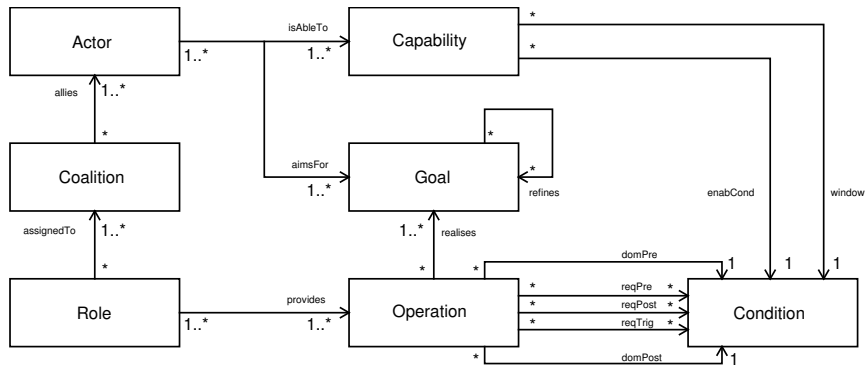 Actor
1..*
isAbleTo
1..*
Capability
*
*
allies
1..*
*
Coalition
aimsFor
1..*
Goal
*
*
refines
enabCond
window
assignedTo
1..*
*
1..*
realises
*
Role
1..*
provides
1..*
Operation
*
domPre
1
1
1
*
reqPre
*
*
reqPost
*
*
reqTrig
*
Condition
*
domPost
1